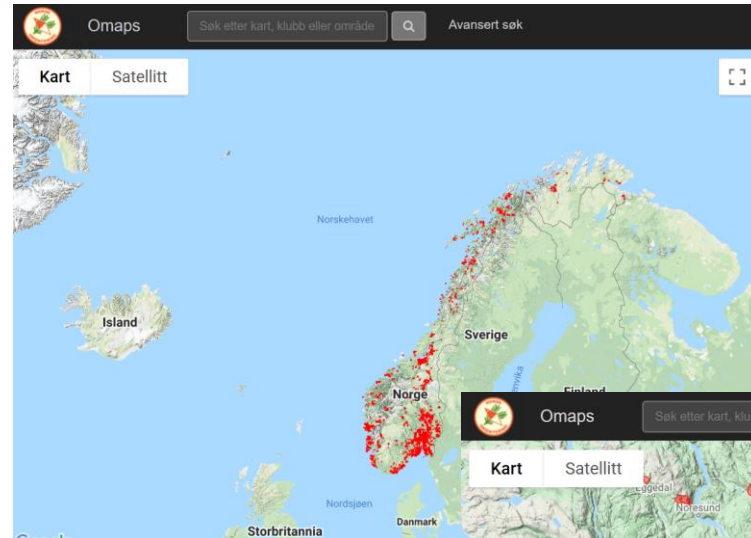 Omaps
Søk etter kart, klubb eller område
Avansert søk
Kart
Satellitt
Norskehavet
Island
Sverige
Norge
Finland
Nordsjøen
Danmark
Storbritannia
Omaps
Søk etter kart, klu
Kart
Satellitt
Eggedal
Noresund